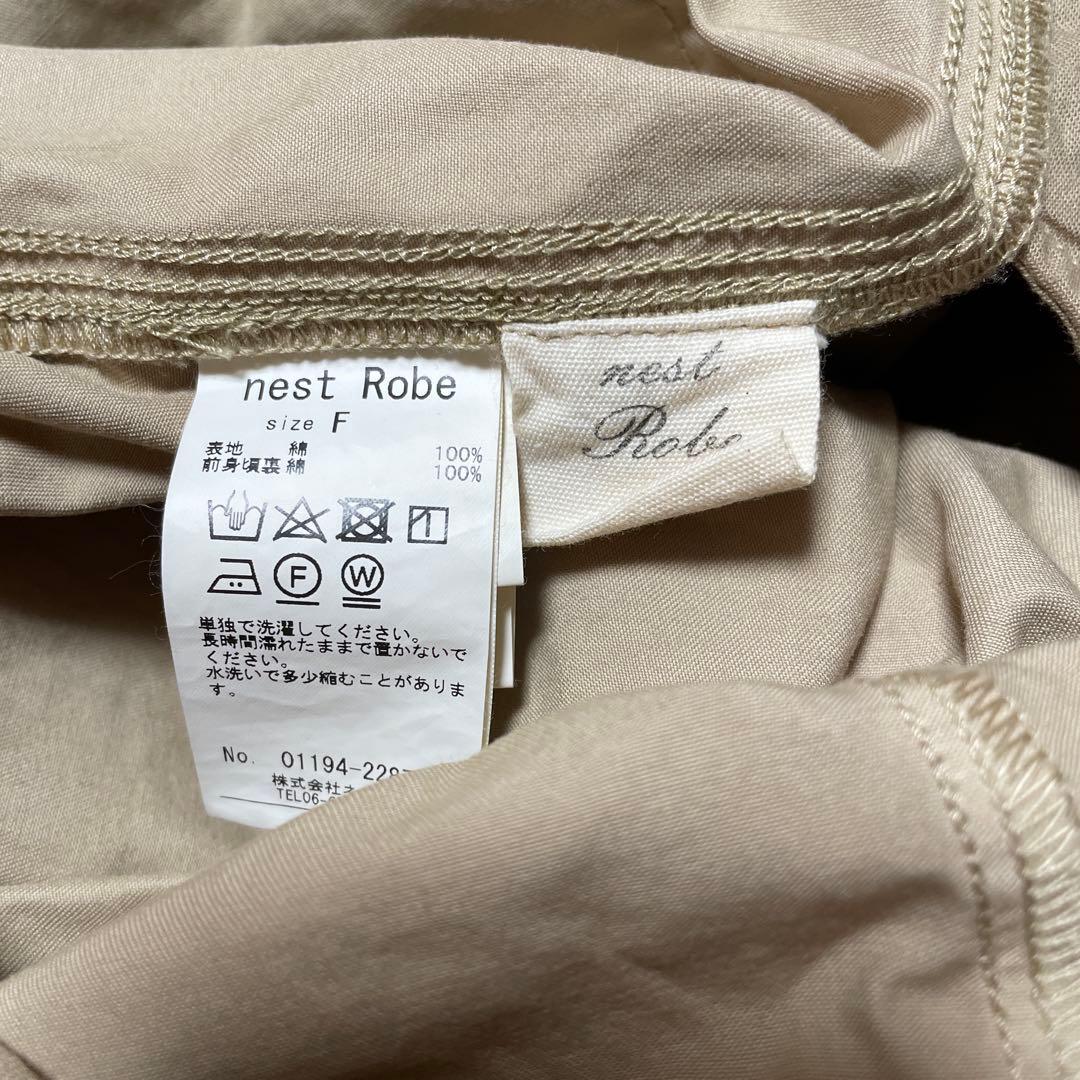 nest Robe
size F
表地 綿 100%
前身頃裏綿 100%
F W
単独で洗濯してください。
長時間濡れたままで置かないで
ください。
水洗いで多少縮むことがありま
す。
No. 01194-228
株式会社
TEL06-
nest
Robe